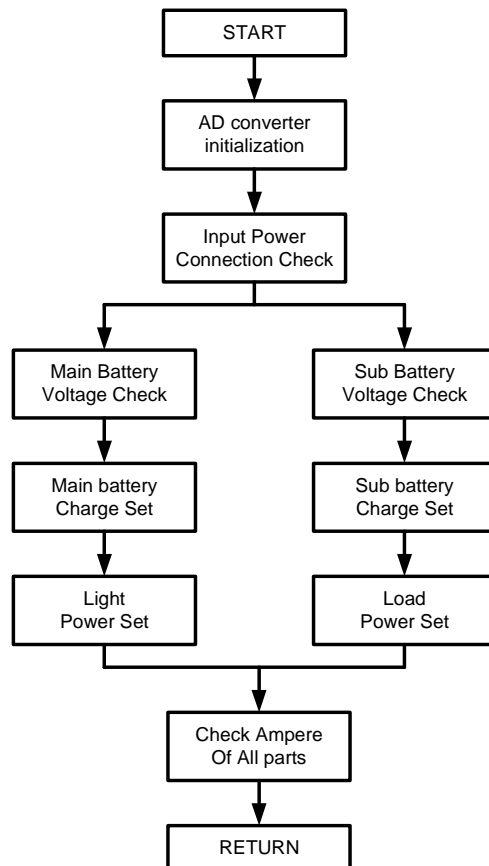 START
AD converter
initialization
Input Power
Connection Check
Main Battery
Voltage Check
Sub Battery
Voltage Check
Main battery
Charge Set
Sub battery
Charge Set
Light
Power Set
Load
Power Set
Check Ampere
Of All parts
RETURN